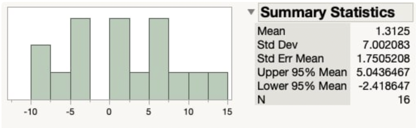 Summary Statistics
Mean 1.3125
Std Dev 7.002083
Std Err Mean 1.7505208
Upper 95% Mean 5.0436467
Lower 95% Mean -2.418647
N 16
-10 -5 0 5 10 15